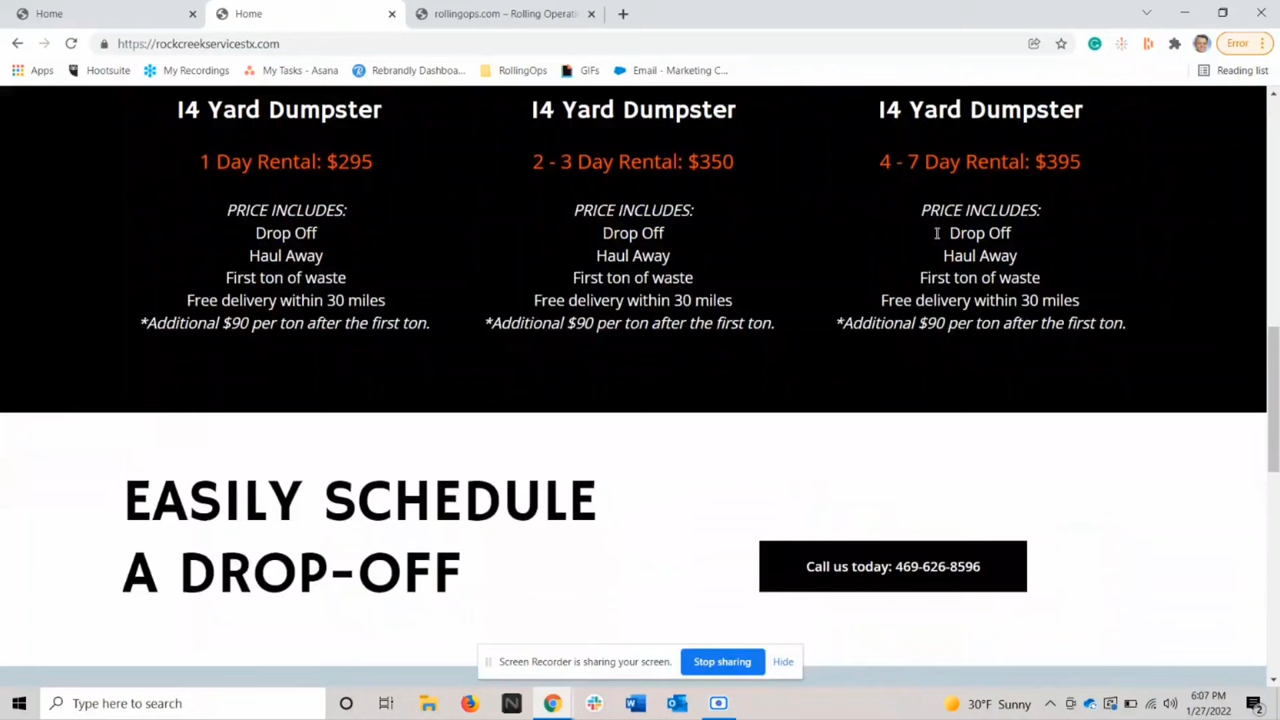 Home
Home
rollingops.com – Rolling Operati
https://rockcreekservicestx.com
Error
Apps
Hootsuite
My Recordings
My Tasks - Asana
Rebrandly Dashboa...
RollingOps
GIFs
Email - Marketing C...
Reading list
14 Yard Dumpster
14 Yard Dumpster
14 Yard Dumpster
1 Day Rental: $295
2 - 3 Day Rental: $350
4 - 7 Day Rental: $395
PRICE INCLUDES:
PRICE INCLUDES:
PRICE INCLUDES:
Drop Off
Drop Off
Drop Off
Haul Away
Haul Away
Haul Away
First ton of waste
First ton of waste
First ton of waste
Free delivery within 30 miles
Free delivery within 30 miles
Free delivery within 30 miles
*Additional $90 per ton after the first ton.
*Additional $90 per ton after the first ton.
*Additional $90 per ton after the first ton.
EASILY SCHEDULE
A DROP-OFF
Call us today: 469-626-8596
Screen Recorder is sharing your screen.
Stop sharing
Hide
Type here to search
30°F Sunny
6:07 PM
1/27/2022
2